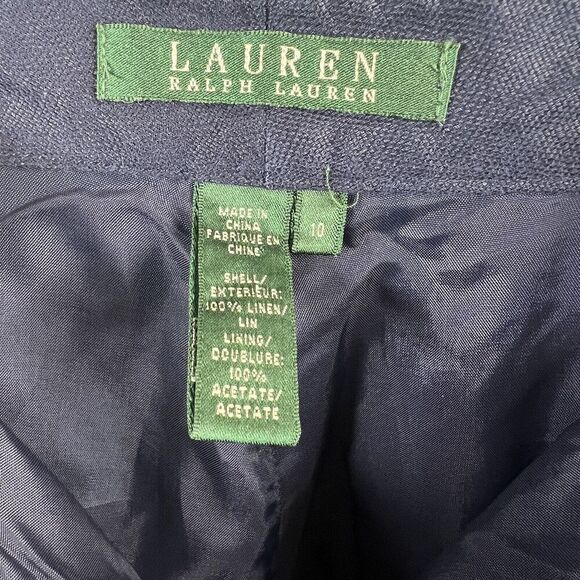 LAUREN
RALPH LAUREN
MADE IN
CHINA
FABRIQUE EN
CHINE
10
SHELL/
EXTERIEUR:
100% LINEN/
LIN
LINING/
DOUBLURE:
100%
ACETATE/
ACETATE